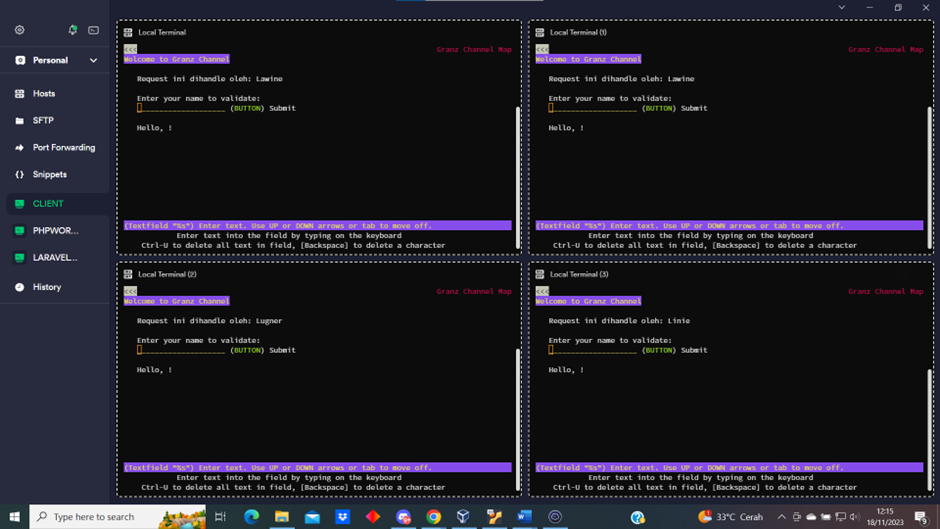 Personal
Hosts
SFTP
Port Forwarding
Snippets
CLIENT
PHPWOR...
LARAVEL...
History
Local Terminal
<<<
Granz Channel Map
Welcome to Granz Channel
Request ini dihandle oleh: Lawine
Enter your name to validate:
____________________ (BUTTON) Submit
Hello, !
(Textfield "%s") Enter text. Use UP or DOWN arrows or tab to move off.
Enter text into the field by typing on the keyboard
Ctrl-U to delete all text in field, [Backspace] to delete a character
Local Terminal (1)
<<<
Granz Channel Map
Welcome to Granz Channel
Request ini dihandle oleh: Lawine
Enter your name to validate:
____________________ (BUTTON) Submit
Hello, !
(Textfield "%s") Enter text. Use UP or DOWN arrows or tab to move off.
Enter text into the field by typing on the keyboard
Ctrl-U to delete all text in field, [Backspace] to delete a character
Local Terminal (2)
<<<
Granz Channel Map
Welcome to Granz Channel
Request ini dihandle oleh: Lugner
Enter your name to validate:
____________________ (BUTTON) Submit
Hello, !
(Textfield "%s") Enter text. Use UP or DOWN arrows or tab to move off.
Enter text into the field by typing on the keyboard
Ctrl-U to delete all text in field, [Backspace] to delete a character
Local Terminal (3)
<<<
Granz Channel Map
Welcome to Granz Channel
Request ini dihandle oleh: Linie
Enter your name to validate:
____________________ (BUTTON) Submit
Hello, !
(Textfield "%s") Enter text. Use UP or DOWN arrows or tab to move off.
Enter text into the field by typing on the keyboard
Ctrl-U to delete all text in field, [Backspace] to delete a character
Type here to search
33°C Cerah
12:15
18/11/2023
9